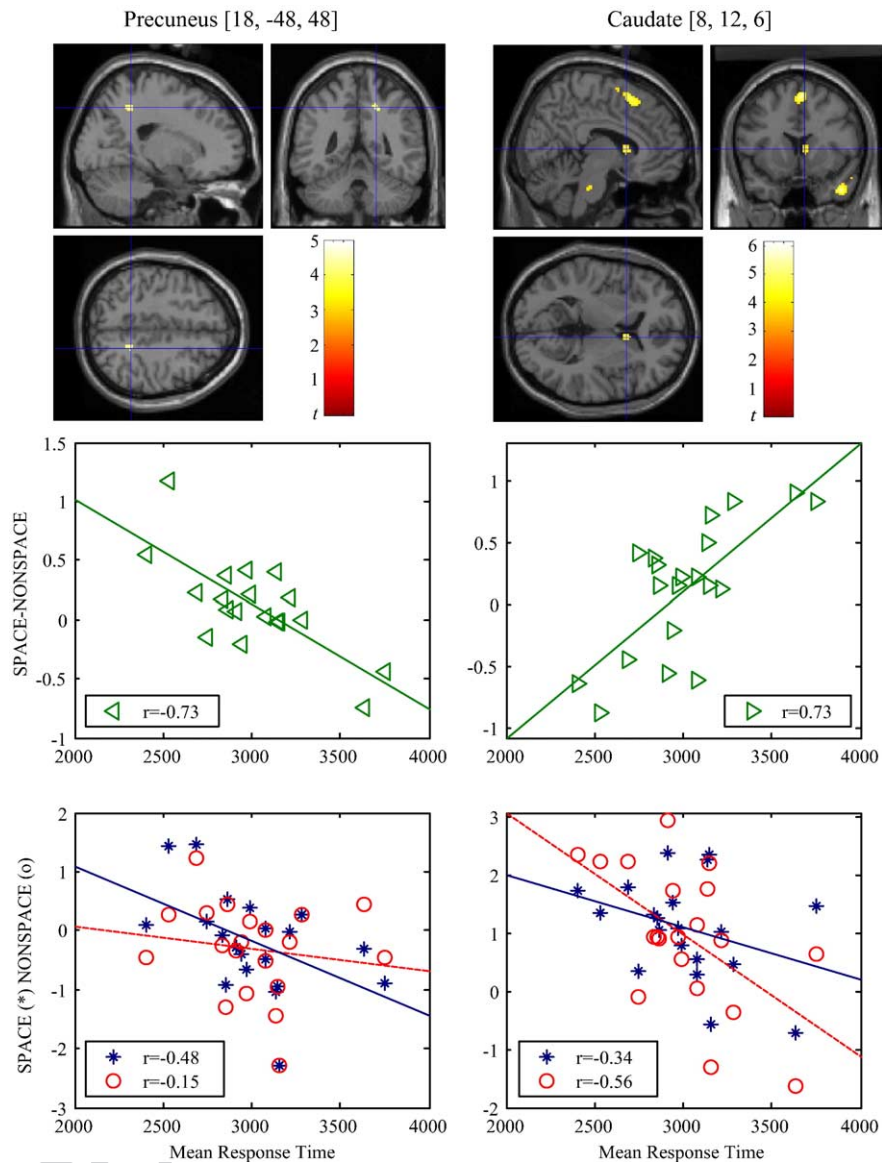 Precuneus [18, -48, 48]
Caudate [8, 12, 6]
5
4
3
2
1
t
6
5
4
3
2
1
t
SPACE-NONSPACE
1.5
1
0.5
0
-0.5
-1
r=-0.73
2000 2500 3000 3500 4000
1
0.5
0
-0.5
-1
r=0.73
2000 2500 3000 3500 4000
SPACE (*) NONSPACE (o)
2
1
0
-1
-2
-3
r=-0.48
r=-0.15
2000 2500 3000 3500 4000
Mean Response Time
3
2
1
0
-1
-2
r=-0.34
r=-0.56
2000 2500 3000 3500 4000
Mean Response Time